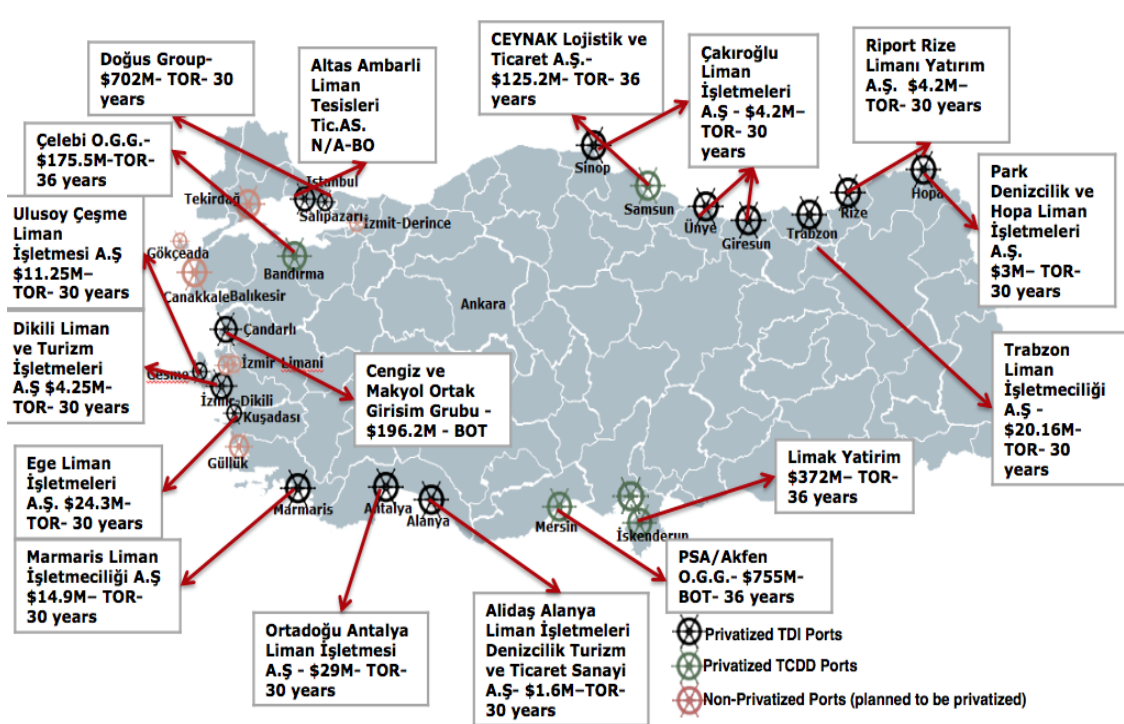 Doğus Group-
$702M- TOR- 30
years
Altas Ambarli
Liman
Tesisleri
Tic.AS.
N/A-BO
CEYNAK Lojistik ve
Ticaret A.Ş.-
$125.2M- TOR- 36
years
Çakıroğlu
Liman
İşletmeleri
A.Ş - $4.2M–
TOR- 30
years
Riport Rize
Limanı Yatırım
A.Ş.  $4.2M–
TOR- 30 years
Çelebi O.G.G.-
$175.5M-TOR-
36 years
Ulusoy Çeşme
Liman
İşletmesi A.Ş
$11.25M–
TOR- 30 years
Dikili Liman
ve Turizm
İşletmeleri
A.Ş $4.25M–
TOR- 30 years
Ege Liman
İşletmeleri
A.Ş. $24.3M–
TOR- 30 years
Marmaris Liman
İşletmeciliği A.Ş
$14.9M– TOR-
30 years
Ortadoğu Antalya
Liman İşletmesi
A.Ş - $29M- TOR-
30 years
Alidaş Alanya
Liman İşletmeleri
Denizcilik Turizm
ve Ticaret Sanayi
A.Ş- $1.6M–TOR-
30 years
Cengiz ve
Makyol Ortak
Girisim Grubu -
$196.2M - BOT
PSA/Akfen
O.G.G.- $755M-
BOT- 36 years
Limak Yatirim
$372M– TOR-
36 years
Trabzon
Liman
İşletmeciliği
A.Ş -
$20.16M–
TOR- 30
years
Park
Denizcilik ve
Hopa Liman
İşletmeleri
A.Ş.
$3M– TOR-
30 years
Tekirdağ
İstanbul
Salıpazarı
İzmit-Derince
Gökçeada
Çanakkale
Balıkesir
Bandırma
Sinop
Samsun
Ünye
Giresun
Trabzon
Rize
Hopa
Ankara
Çandarlı
İzmir Limani
Cesme
İzmir-Dikili
Kuşadası
Güllük
Marmaris
Antalya
Alanya
Mersin
İskenderun
Privatized TDI Ports
Privatized TCDD Ports
Non-Privatized Ports (planned to be privatized)